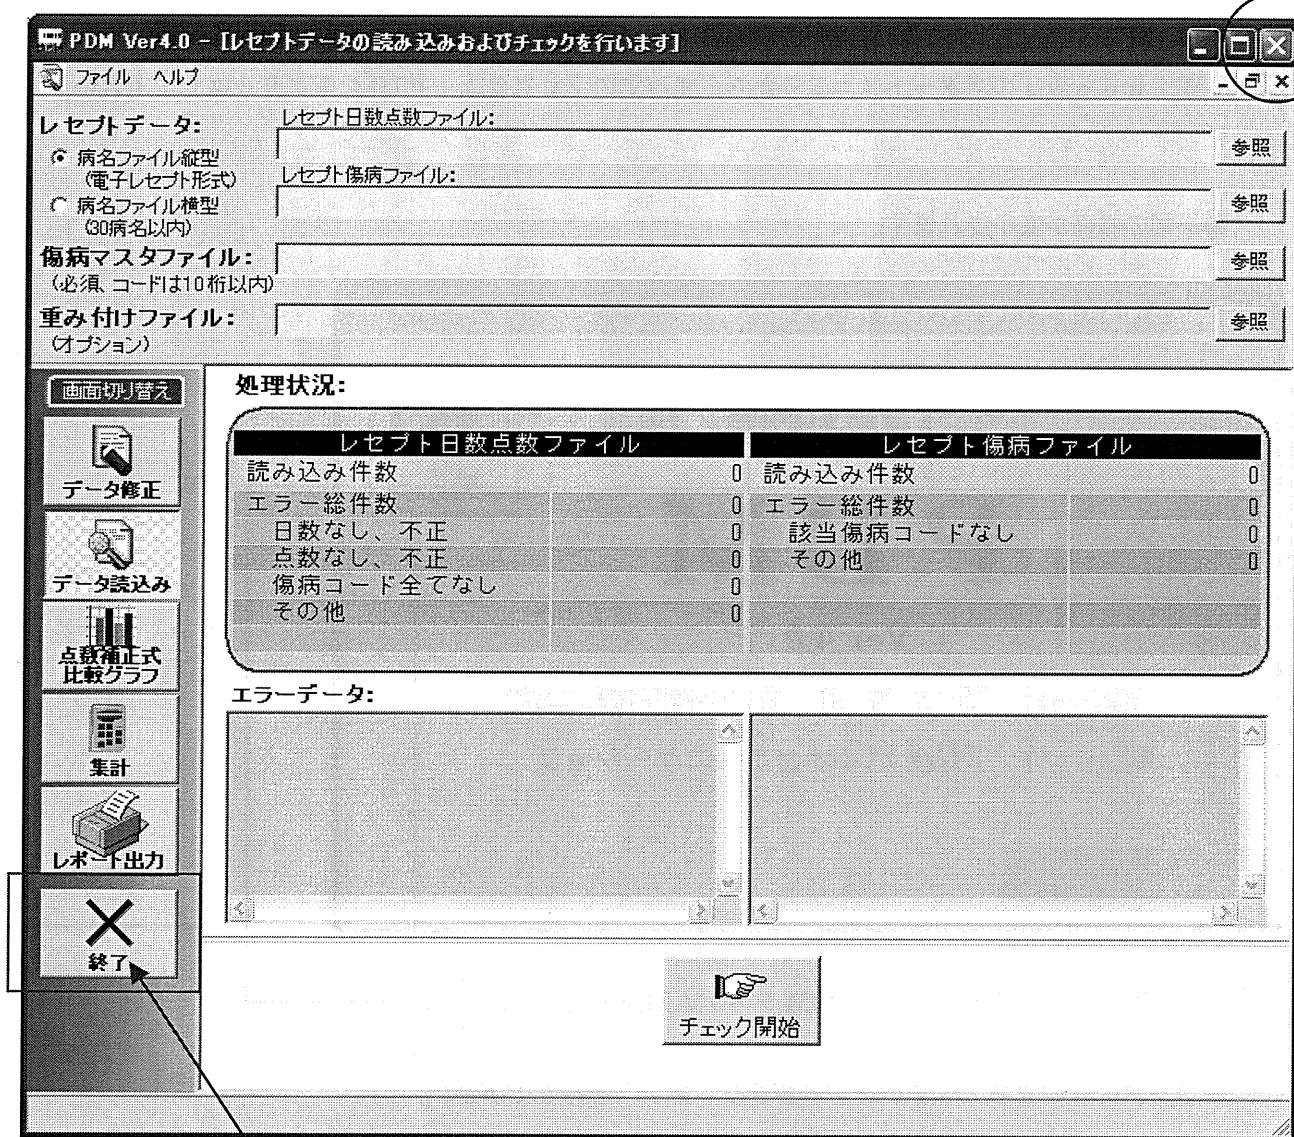 PDM Ver4.0 - [レセプトデータの読み込みおよびチェックを行います]
ファイル ヘルプ
レセプトデータ:
病名ファイル縦型
(電子レセプト形式)
病名ファイル横型
(30病名以内)
レセプト日数点数ファイル:
参照
レセプト傷病ファイル:
参照
傷病マスタファイル:
(必須、コードは10桁以内)
参照
重み付けファイル:
(オプション)
参照
画面切り替え
データ修正
データ読込み
点数補正式
比較グラフ
集計
レポート出力
終了
処理状況:
レセプト日数点数ファイル レセプト傷病ファイル
読み込み件数 0 読み込み件数 0
エラー総件数 0 エラー総件数 0
日数なし、不正 0 該当傷病コードなし 0
点数なし、不正 0 その他 0
傷病コード全てなし 0
その他 0
エラーデータ:
チェック開始